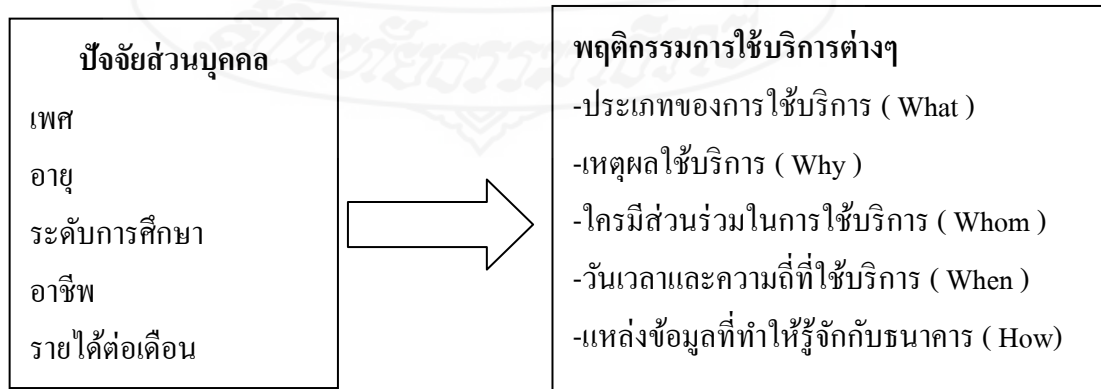 ปัจจัยส่วนบุคคล
เพศ
อายุ
ระดับการศึกษา
อาชีพ
รายได้ต่อเดือน
พฤติกรรมการใช้บริการต่างๆ
-ประเภทของการใช้บริการ ( What )
-เหตุผลใช้บริการ ( Why )
-ใครมีส่วนร่วมในการใช้บริการ ( Whom )
-วันเวลาและความถี่ที่ใช้บริการ ( When )
-แหล่งข้อมูลที่ทำให้รู้จักกับธนาคาร ( How)